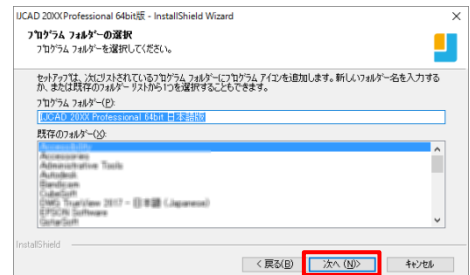 IJCAD 20XX Professional 64bit版 - InstallShield Wizard
プログラム フォルダーの選択
プログラム フォルダーを選択してください。
セットアップは、次にリストされているプログラム フォルダーにプログラム アイコンを追加します。新しいフォルダー名を入力する
か、または既存のフォルダー リストから1つを選択することもできます。
プログラム フォルダー(P):
IJCAD 20XX Professional 64bit 日本語版
既存のフォルダー(X):
Accessibility
Accessories
Administrative Tools
Autodesk
Bandicam
CubeSoft
DWG TrueView 2017 - 日本語 (Japanese)
EPSON Software
InstallShield
< 戻る(B)
次へ (N)>
キャンセル